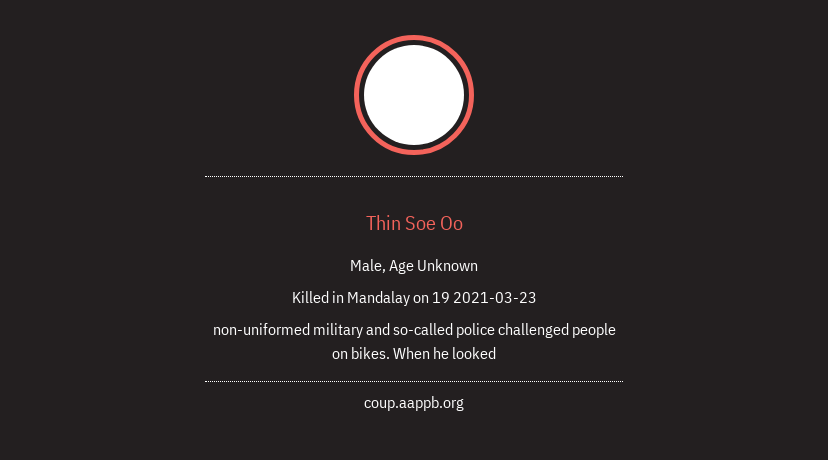 Thin Soe Oo
Male, Age Unknown
Killed in Mandalay on 19 2021-03-23
non-uniformed military and so-called police challenged people
on bikes. When he looked
coup.aappb.org